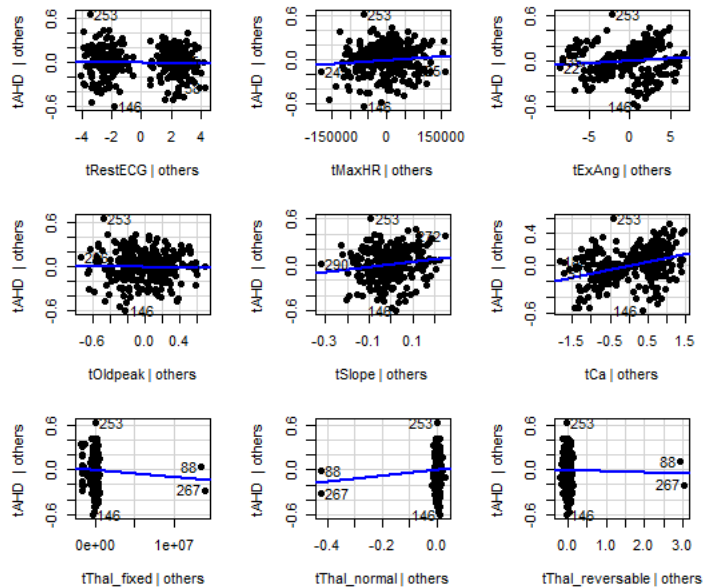 tAHD | others
-0.6 0.0 0.6
253
146
-4 -2 0 2 4
tRestECG | others
tAHD | others
-0.6 0.0 0.6
253
146
-150000 0 150000
tMaxHR | others
tAHD | others
-0.6 0.0 0.6
253
146
-5 0 5
tExAng | others
tAHD | others
-0.6 0.0 0.6
253
146
-0.6 -0.2 0.4
tOldpeak | others
tAHD | others
-0.6 0.0 0.6
253
272
290
146
-0.3 -0.1 0.1
tSlope | others
tAHD | others
-0.6 0.0 0.4
253
146
-1.5 -0.5 0.5 1.5
tCa | others
tAHD | others
-0.6 0.0 0.6
253
88
267
146
0e+00 1e+07
tThal_fixed | others
tAHD | others
-0.6 0.0 0.6
253
88
267
146
-0.4 -0.2 0.0
tThal_normal | others
tAHD | others
-0.6 0.0 0.6
253
88
267
146
0.0 1.0 2.0 3.0
tThal_reversable | others